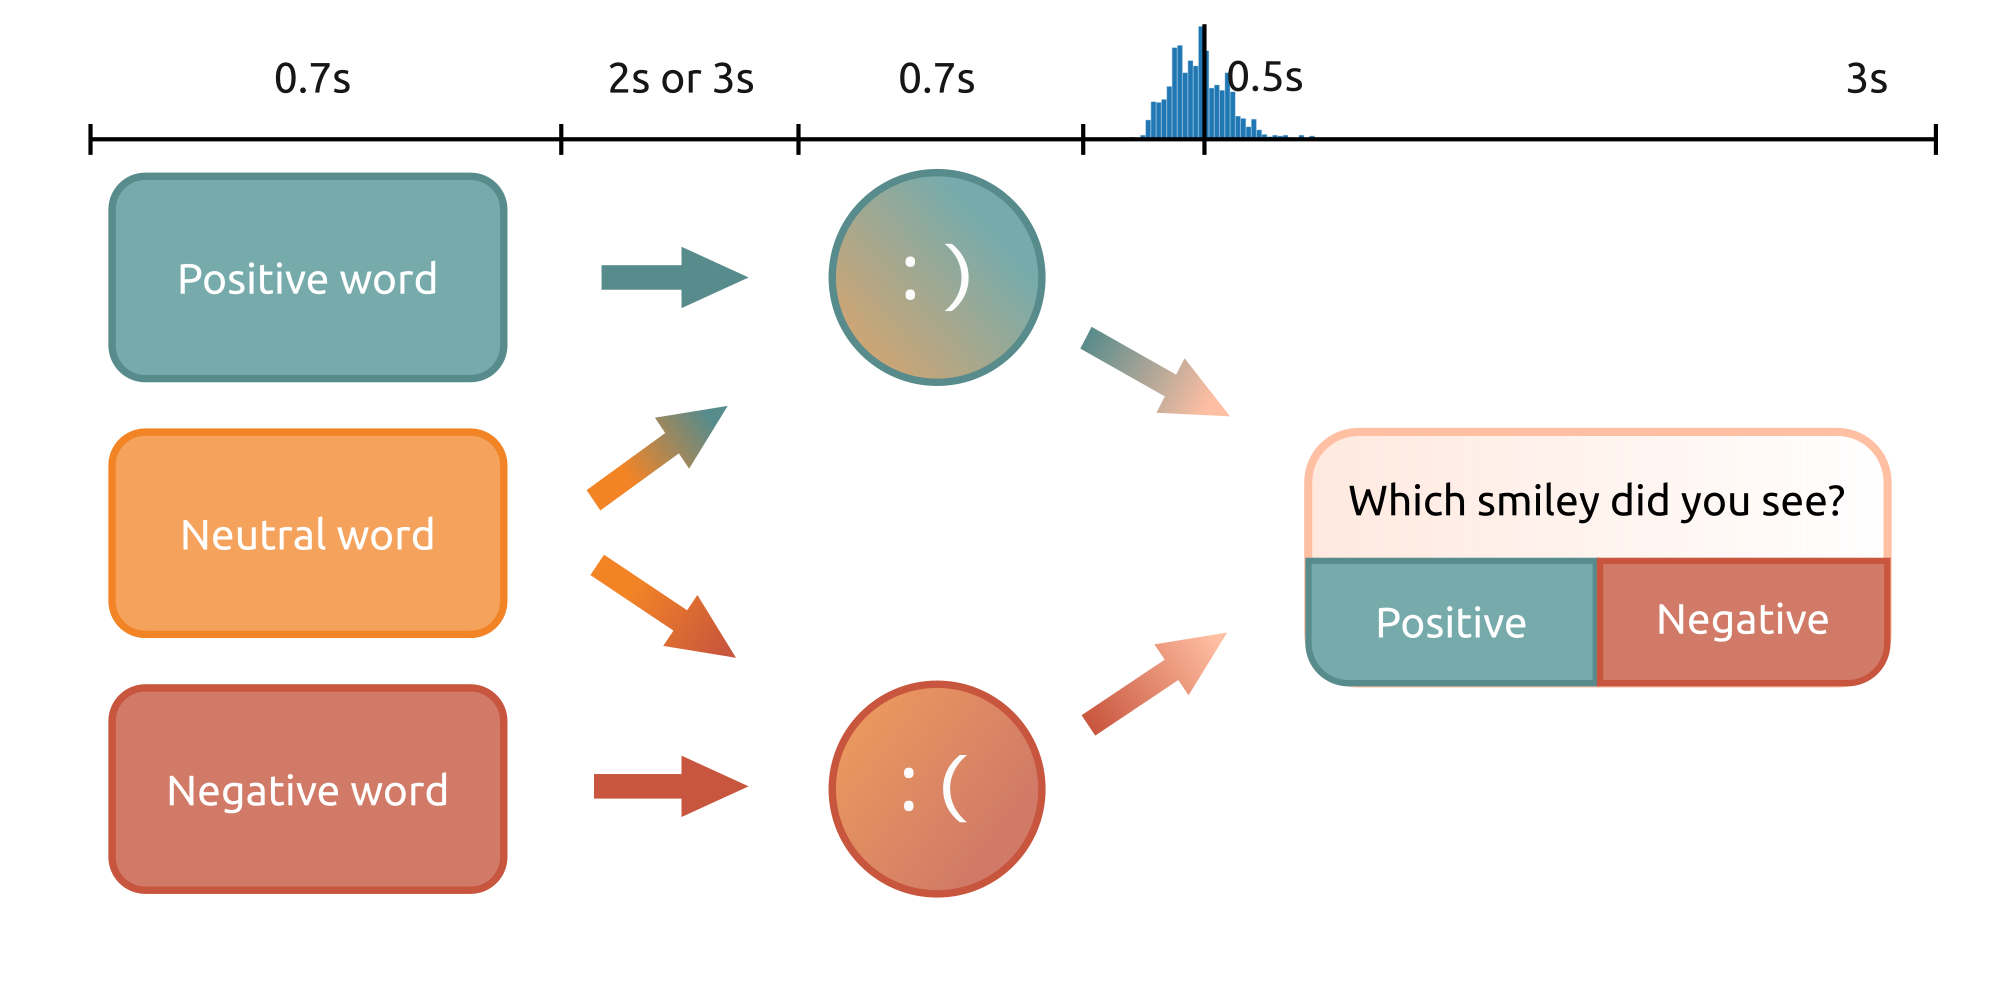 0.7s
2s or 3s
0.7s
0.5s
3s
Positive word
:)
Neutral word
Which smiley did you see?
Positive
Negative
Negative word
:(